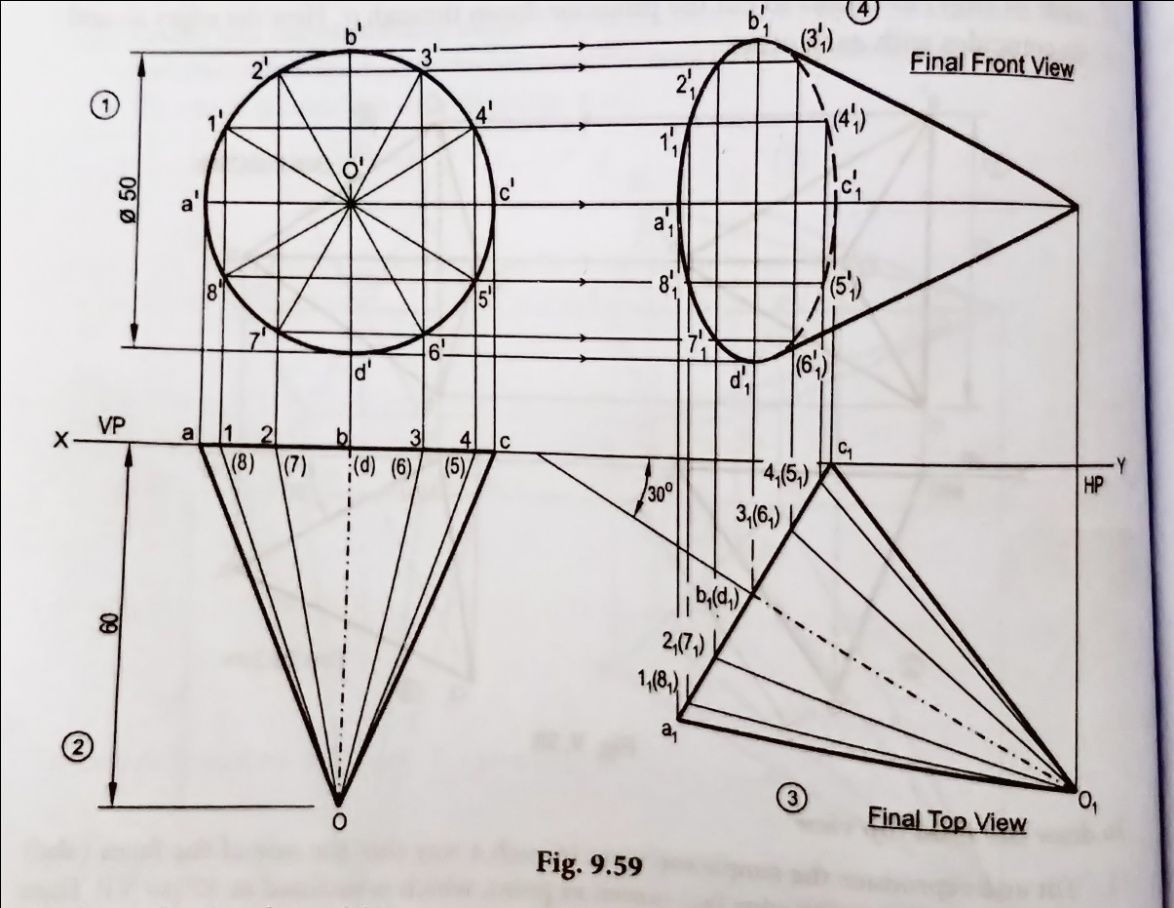 ④
b'₁
(3'₁)
Final Front View
b'
2'
3'
2'₁
①
1'
4'
1'₁
(4'₁)
O'
Ø 50
a'
c'
a'₁
c'₁
8'
5'
8'₁
(5'₁)
7'
6'
7'₁
(6'₁)
d'
d'₁
X
VP
a
1
2
b
3
4
c
(8)
(7)
(d)
(6)
(5)
30°
4₁(5₁)
c₁
Y
HP
3₁(6₁)
60
b₁(d₁)
2₁(7₁)
1₁(8₁)
a₁
②
③
O₁
O
Final Top View
Fig. 9.59